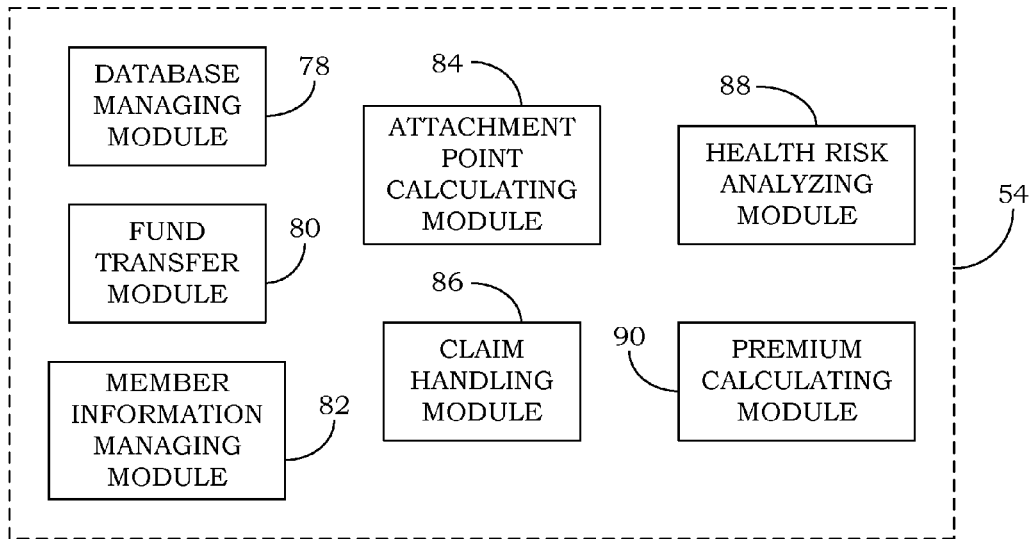 DATABASE
MANAGING
MODULE
78
FUND
TRANSFER
MODULE
80
MEMBER
INFORMATION
MANAGING
MODULE
82
84
ATTACHMENT
POINT
CALCULATING
MODULE
86
CLAIM
HANDLING
MODULE
88
HEALTH RISK
ANALYZING
MODULE
90
PREMIUM
CALCULATING
MODULE
54